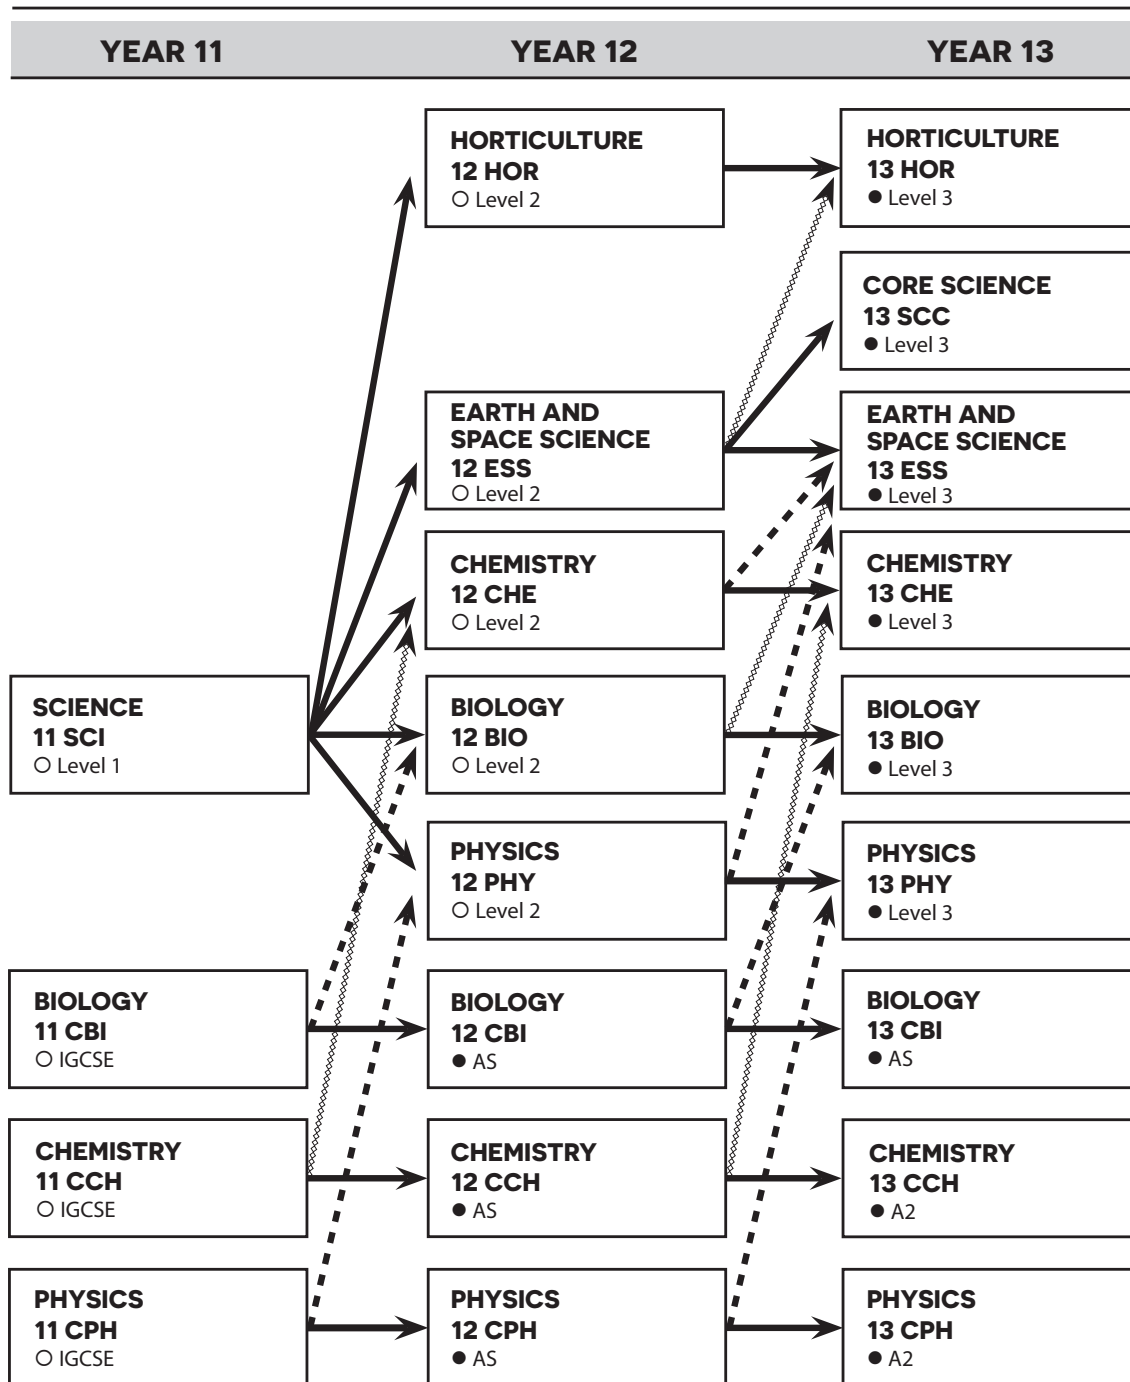 YEAR 11
YEAR 12
YEAR 13
HORTICULTURE
12 HOR
○ Level 2
HORTICULTURE
13 HOR
● Level 3
CORE SCIENCE
13 SCC
● Level 3
EARTH AND
SPACE SCIENCE
12 ESS
○ Level 2
EARTH AND
SPACE SCIENCE
13 ESS
● Level 3
CHEMISTRY
12 CHE
○ Level 2
CHEMISTRY
13 CHE
● Level 3
SCIENCE
11 SCI
○ Level 1
BIOLOGY
12 BIO
○ Level 2
BIOLOGY
13 BIO
● Level 3
PHYSICS
12 PHY
○ Level 2
PHYSICS
13 PHY
● Level 3
BIOLOGY
11 CBI
○ IGCSE
BIOLOGY
12 CBI
● AS
BIOLOGY
13 CBI
● AS
CHEMISTRY
11 CCH
○ IGCSE
CHEMISTRY
12 CCH
● AS
CHEMISTRY
13 CCH
● A2
PHYSICS
11 CPH
○ IGCSE
PHYSICS
12 CPH
● AS
PHYSICS
13 CPH
● A2